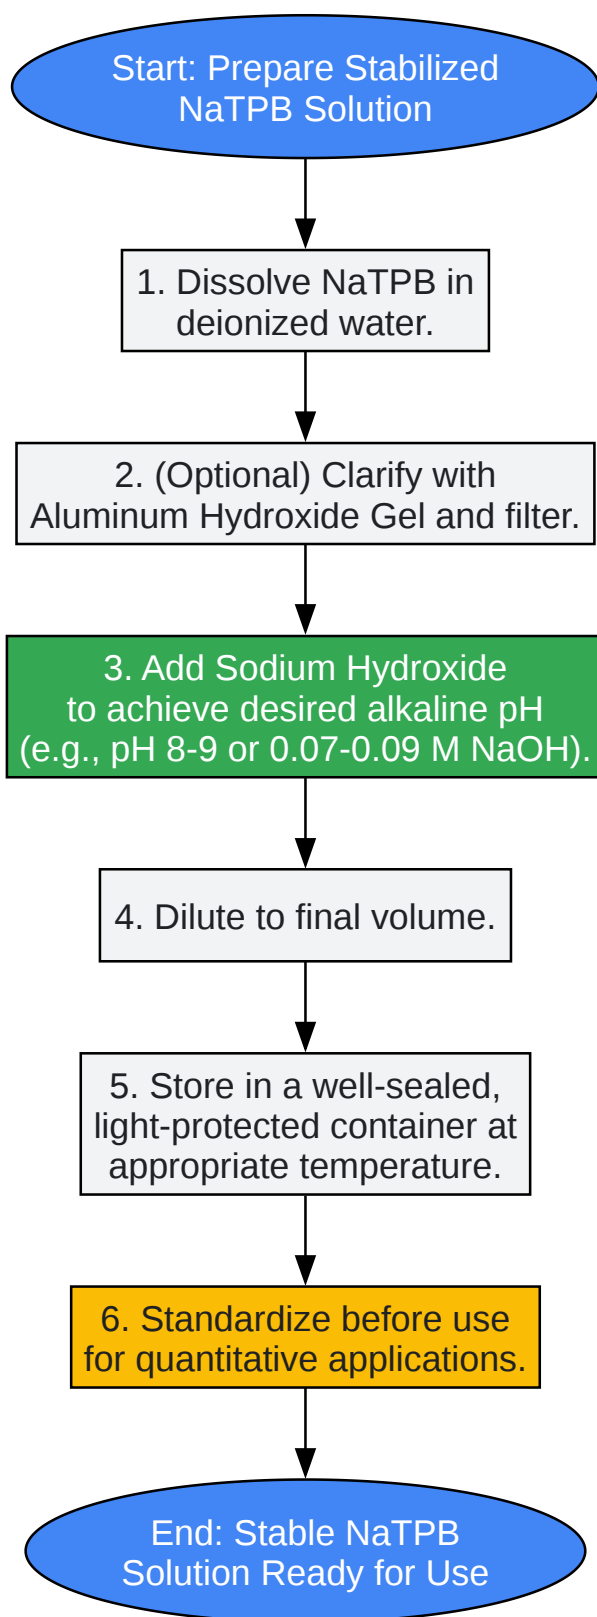 Start: Prepare Stabilized
NaTPB Solution
1. Dissolve NaTPB in
deionized water.
2. (Optional) Clarify with
Aluminum Hydroxide Gel and filter.
3. Add Sodium Hydroxide
to achieve desired alkaline pH
(e.g., pH 8-9 or 0.07-0.09 M NaOH).
4. Dilute to final volume.
5. Store in a well-sealed,
light-protected container at
appropriate temperature.
6. Standardize before use
for quantitative applications.
End: Stable NaTPB
Solution Ready for Use